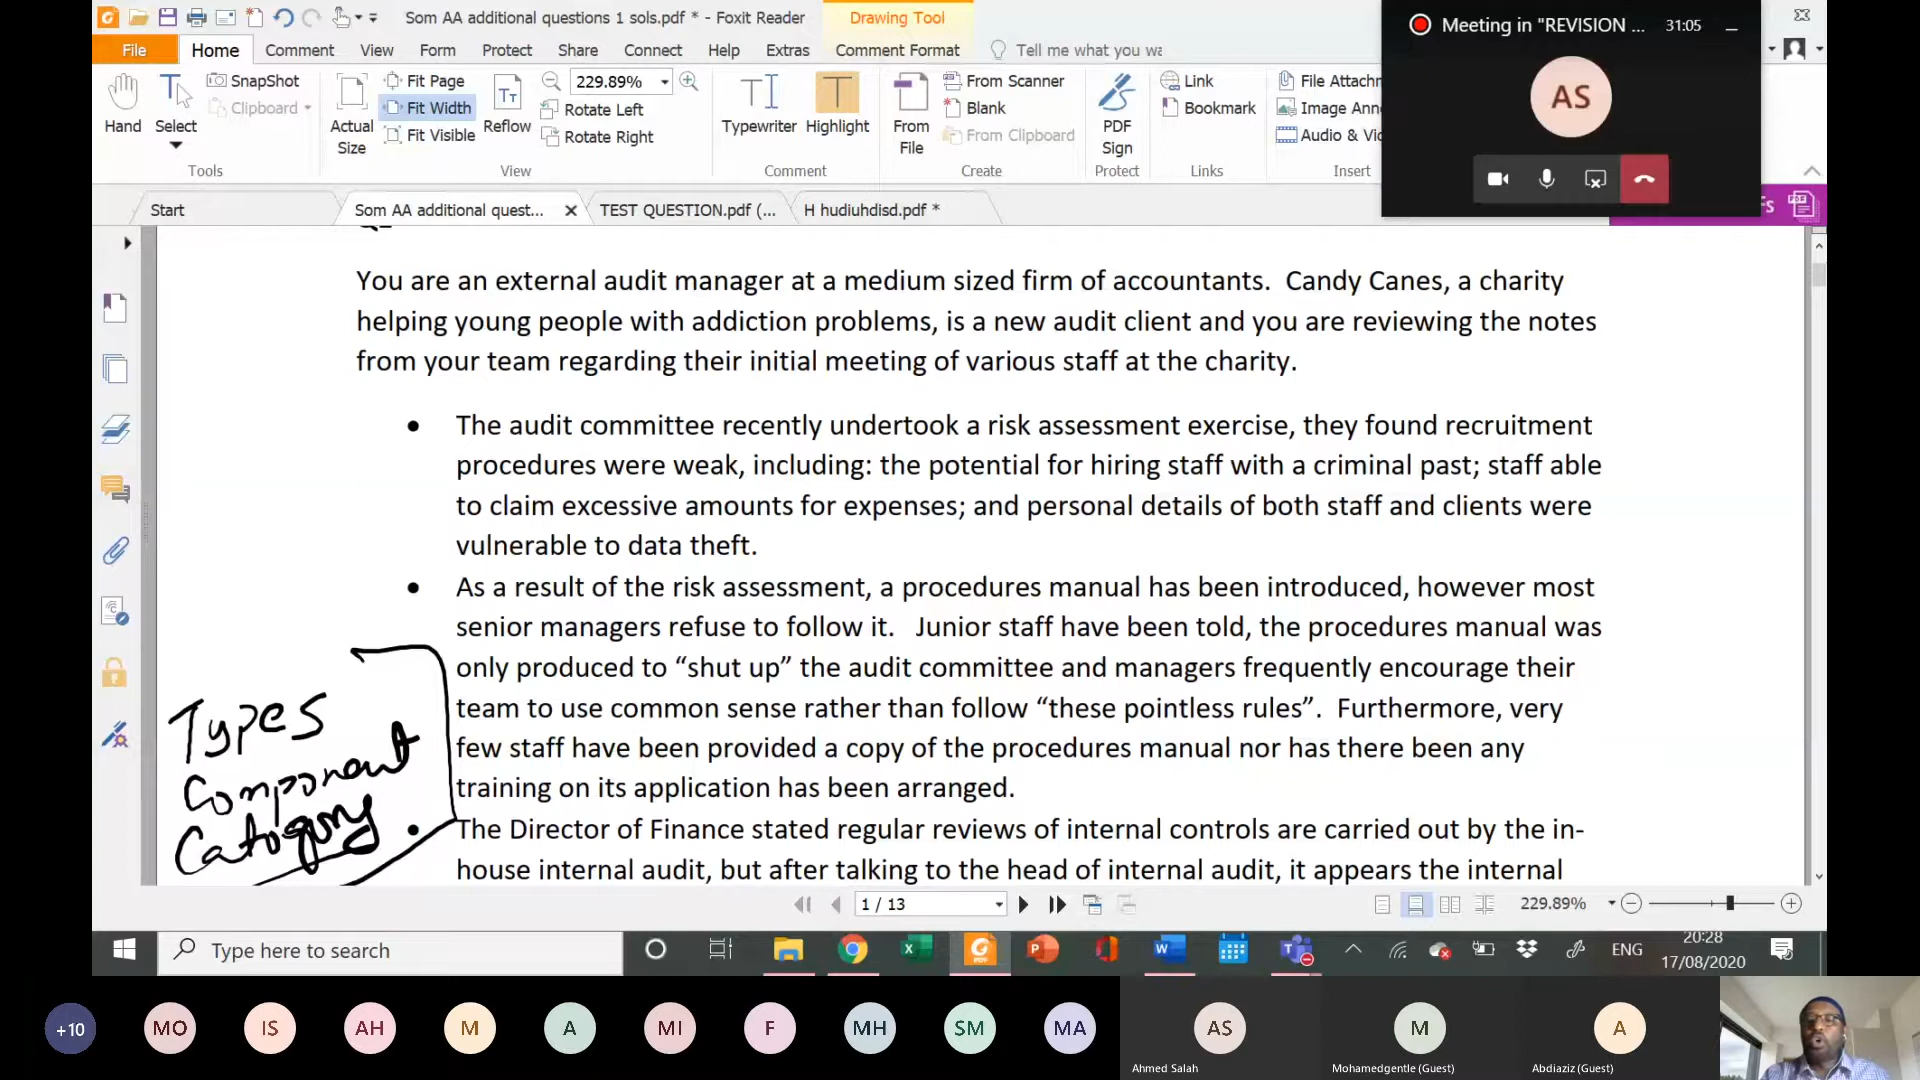 Som AA additional questions 1 sols.pdf * - Foxit Reader
Drawing Tool
Meeting in "REVISION ... 31:05
File Home Comment View Form Protect Share Connect Help Extras Comment Format Tell me what you wa
AS
Hand
Select
SnapShot
Clipboard
Tools
Actual
Size
Fit Page
Fit Width
Fit Visible
Reflow
229.89%
Rotate Left
Rotate Right
View
Typewriter
Highlight
Comment
From
File
From Scanner
Blank
From Clipboard
Create
PDF
Sign
Protect
Link
Bookmark
Links
File Attachm
Image Ann
Audio & Vid
Insert
Start Som AA additional quest... TEST QUESTION.pdf (... H hudiuhdisd.pdf *
You are an external audit manager at a medium sized firm of accountants. Candy Canes, a charity
helping young people with addiction problems, is a new audit client and you are reviewing the notes
from your team regarding their initial meeting of various staff at the charity.
• The audit committee recently undertook a risk assessment exercise, they found recruitment
procedures were weak, including: the potential for hiring staff with a criminal past; staff able
to claim excessive amounts for expenses; and personal details of both staff and clients were
vulnerable to data theft.
• As a result of the risk assessment, a procedures manual has been introduced, however most
senior managers refuse to follow it. Junior staff have been told, the procedures manual was
only produced to “shut up” the audit committee and managers frequently encourage their
team to use common sense rather than follow “these pointless rules”. Furthermore, very
few staff have been provided a copy of the procedures manual nor has there been any
training on its application has been arranged.
• The Director of Finance stated regular reviews of internal controls are carried out by the in-
house internal audit, but after talking to the head of internal audit, it appears the internal
Types
Component
Catogory
1 / 13
229.89%
Type here to search
ENG
20:28
17/08/2020
+10 MO IS AH M A MI F MH SM MA AS M A
Ahmed Salah Mohamedgentle (Guest) Abdiaziz (Guest)